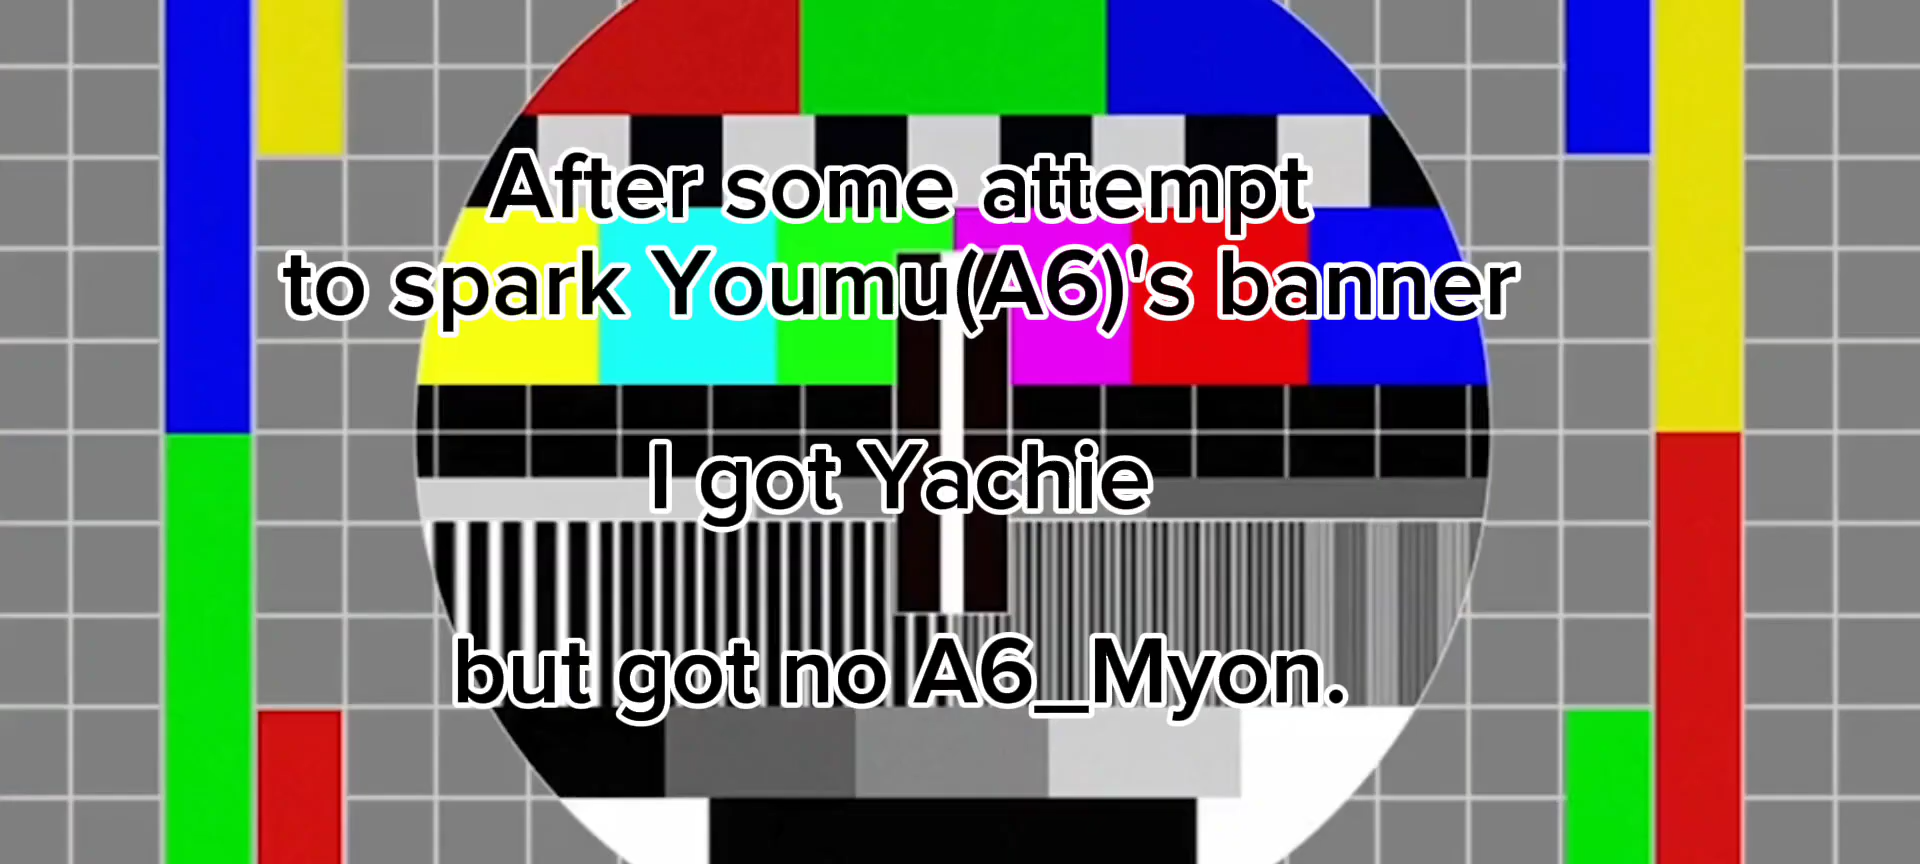 After some attempt
to spark Youmu(A6)'s banner
I got Yachie
but got no A6_Myon.